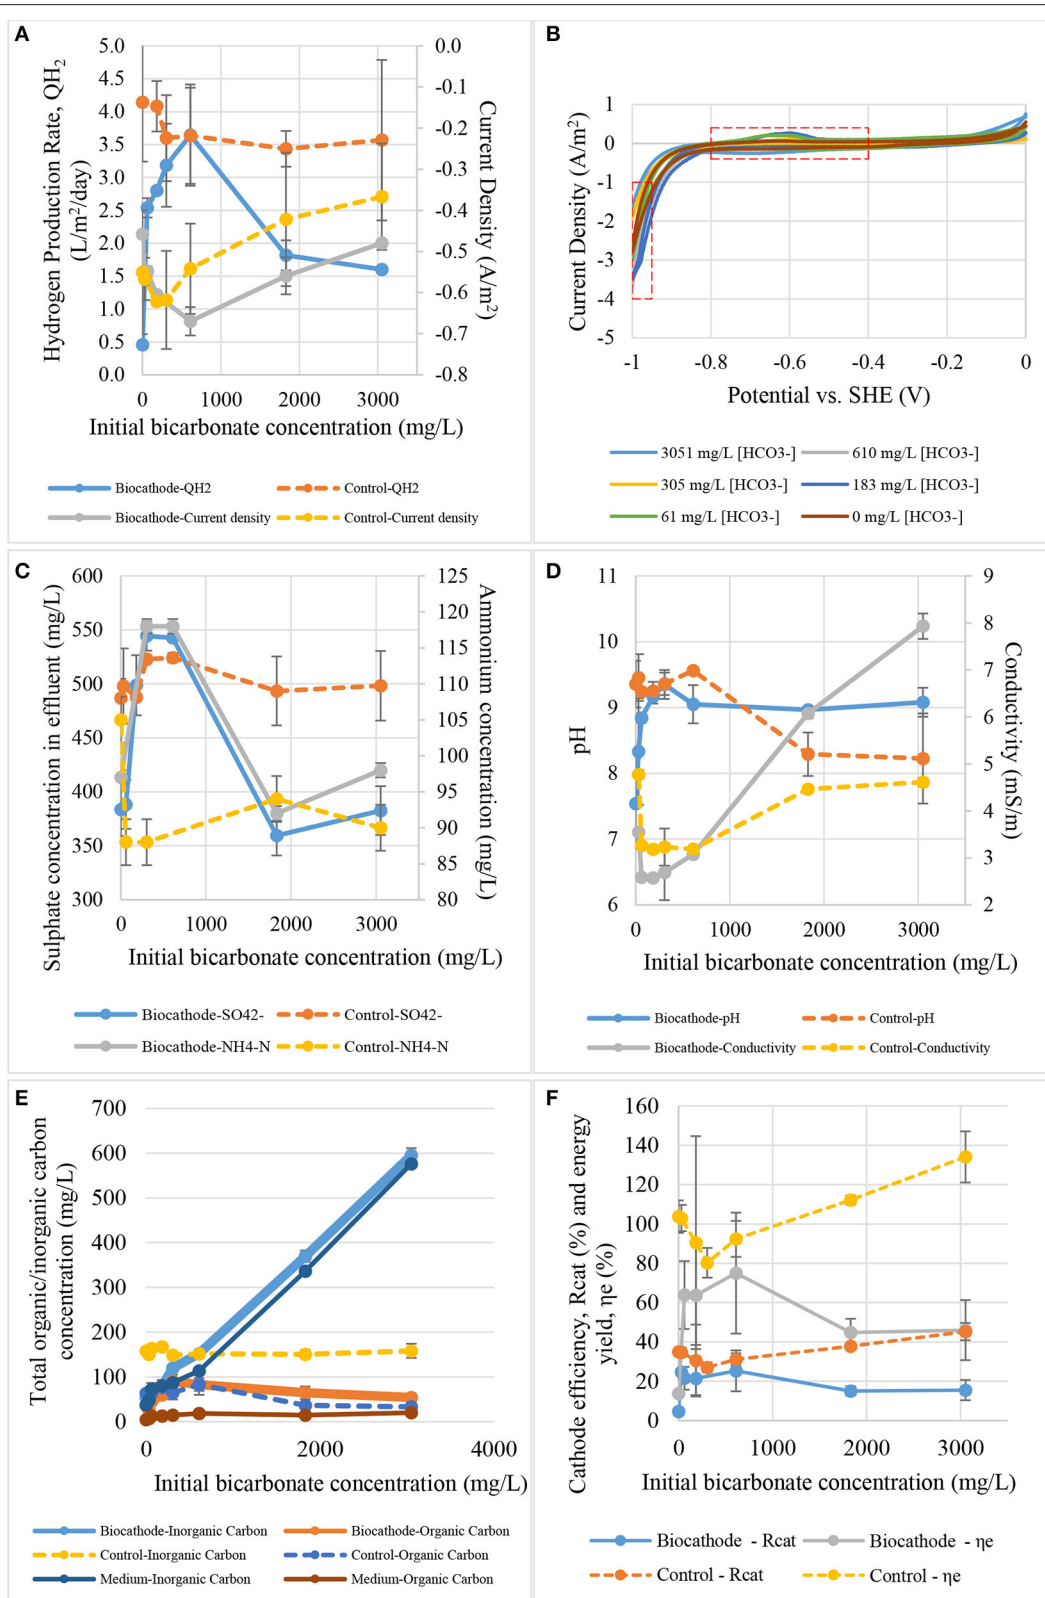 A
Hydrogen Production Rate, QH2
(L/m2/day)
5.0
4.5
4.0
3.5
3.0
2.5
2.0
1.5
1.0
0.5
0.0
0.0
-0.1
-0.2
-0.3
-0.4
-0.5
-0.6
-0.7
-0.8
Current Density (A/m2)
0 1000 2000 3000
Initial bicarbonate concentration (mg/L)
Biocathode-QH2 Control-QH2
Biocathode-Current density Control-Current density
B
Current Density (A/m2)
1
0
-1
-2
-3
-4
-5
-1 -0.8 -0.6 -0.4 -0.2 0
Potential vs. SHE (V)
3051 mg/L [HCO3-] 610 mg/L [HCO3-]
305 mg/L [HCO3-] 183 mg/L [HCO3-]
61 mg/L [HCO3-] 0 mg/L [HCO3-]
C
Sulphate concentration in effluent (mg/L)
600
550
500
450
400
350
300
125
120
115
110
105
100
95
90
85
80
Ammonium concentration
(mg/L)
0 1000 2000 3000
Initial bicarbonate concentration (mg/L)
Biocathode-SO42- Control-SO42-
Biocathode-NH4-N Control-NH4-N
D
pH
11
10
9
8
7
6
9
8
7
6
5
4
3
2
Conductivity (mS/m)
0 1000 2000 3000
Initial bicarbonate concentration (mg/L)
Biocathode-pH Control-pH
Biocathode-Conductivity Control-Conductivity
E
Total organic/inorganic carbon
concentration (mg/L)
700
600
500
400
300
200
100
0
0 2000 4000
Initial bicarbonate concentration (mg/L)
Biocathode-Inorganic Carbon Biocathode-Organic Carbon
Control-Inorganic Carbon Control-Organic Carbon
Medium-Inorganic Carbon Medium-Organic Carbon
F
Cathode efficiency, Rcat (%) and energy
yield, ηe (%)
160
140
120
100
80
60
40
20
0
0 1000 2000 3000
Initial bicarbonate concentration (mg/L)
Biocathode - Rcat Biocathode - ηe
Control - Rcat Control - ηe